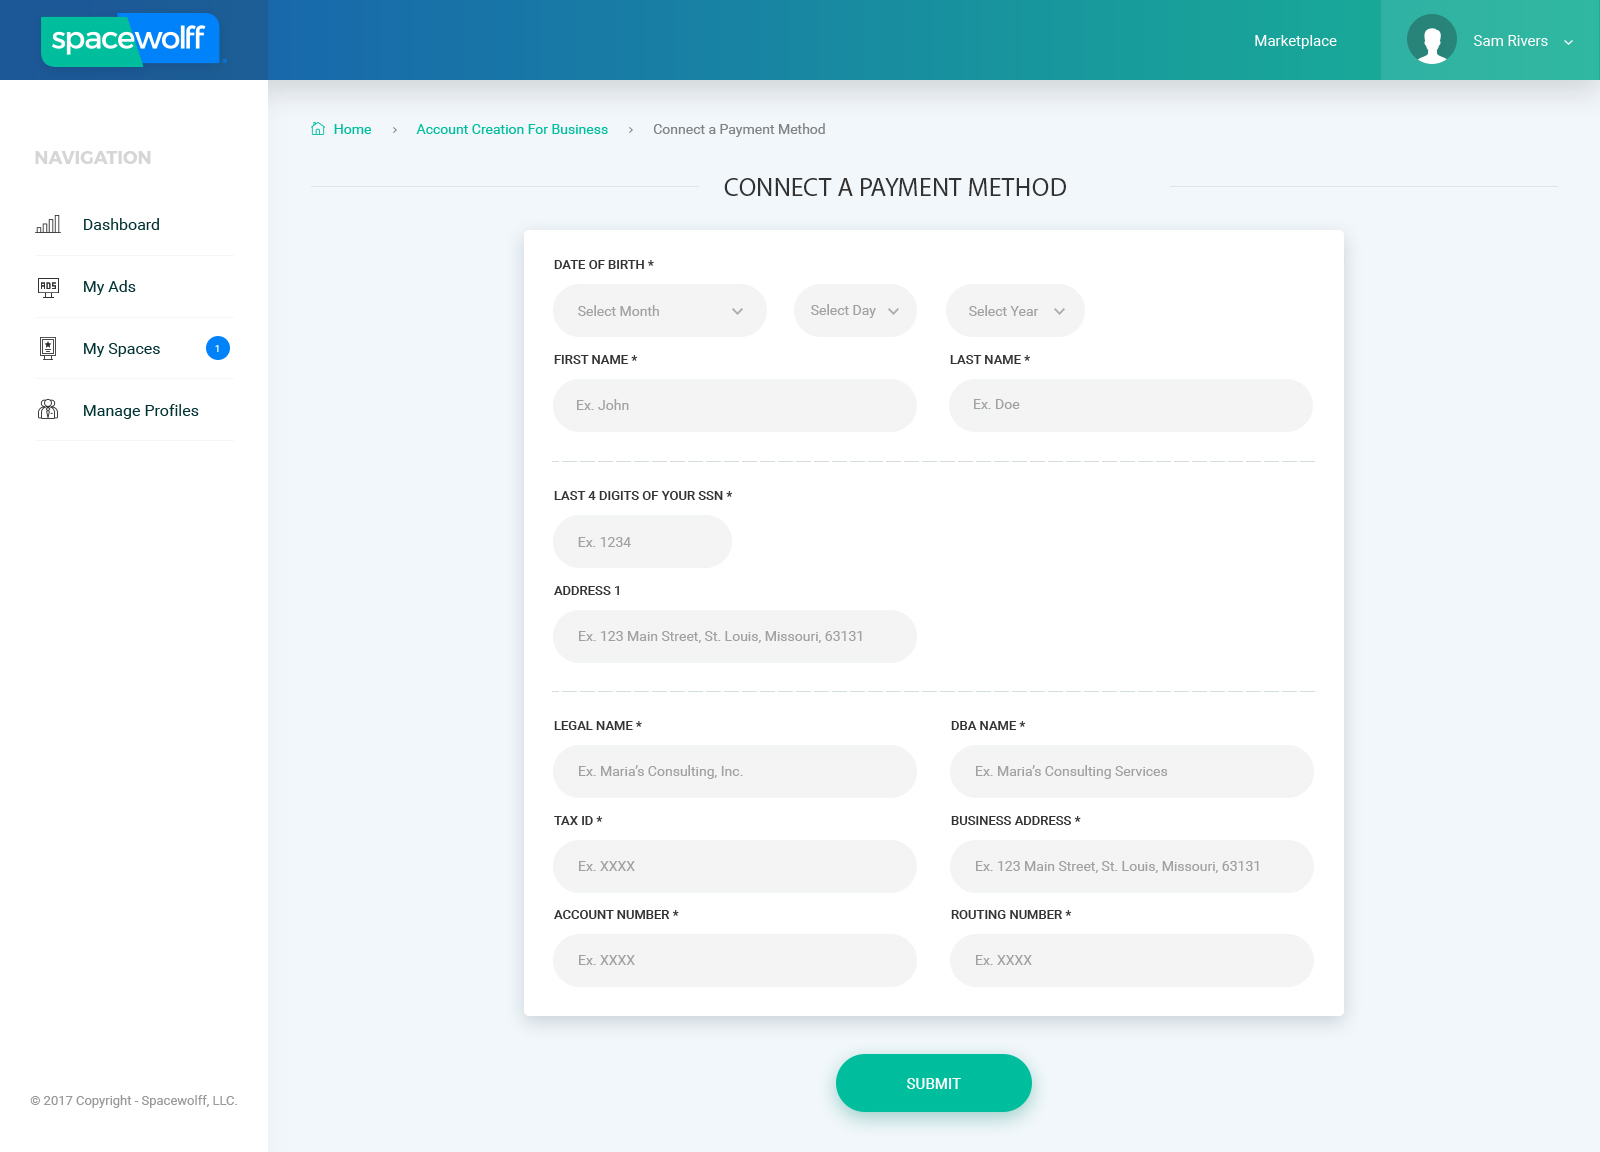 spacewolff
Marketplace
Sam Rivers
NAVIGATION
Dashboard
ADS My Ads
My Spaces 1
Manage Profiles
© 2017 Copyright - Spacewolff, LLC.
Home > Account Creation For Business > Connect a Payment Method
CONNECT A PAYMENT METHOD
DATE OF BIRTH *
Select Month Select Day Select Year
FIRST NAME * LAST NAME *
Ex. John Ex. Doe
LAST 4 DIGITS OF YOUR SSN *
Ex. 1234
ADDRESS 1
Ex. 123 Main Street, St. Louis, Missouri, 63131
LEGAL NAME * DBA NAME *
Ex. Maria’s Consulting, Inc. Ex. Maria’s Consulting Services
TAX ID * BUSINESS ADDRESS *
Ex. XXXX Ex. 123 Main Street, St. Louis, Missouri, 63131
ACCOUNT NUMBER * ROUTING NUMBER *
Ex. XXXX Ex. XXXX
SUBMIT